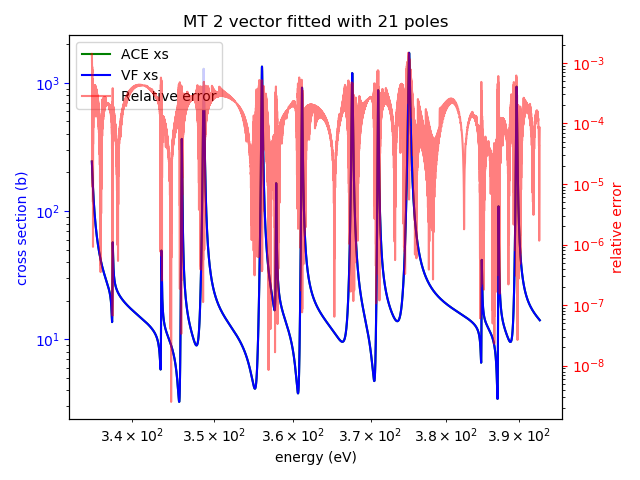 MT 2 vector fitted with 21 poles
ACE xs
VF xs
Relative error
cross section (b)
10³
10²
10¹
relative error
10⁻³
10⁻⁴
10⁻⁵
10⁻⁶
10⁻⁷
10⁻⁸
3.4 × 10² 3.5 × 10² 3.6 × 10² 3.7 × 10² 3.8 × 10² 3.9 × 10²
energy (eV)